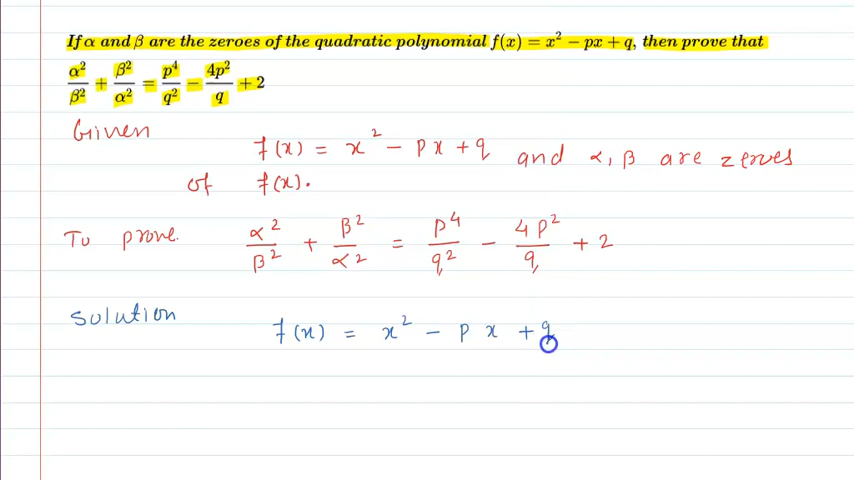 If α and β are the zeroes of the quadratic polynomial f(x) = x² − px + q, then prove that
α²/β² + β²/α² = p⁴/q² − 4p²/q + 2
Given
f(x) = x² − px + q and α, β are zeroes
of f(x).
To prove. α²/β² + β²/α² = p⁴/q² − 4p²/q + 2
Solution
f(x) = x² − px + q